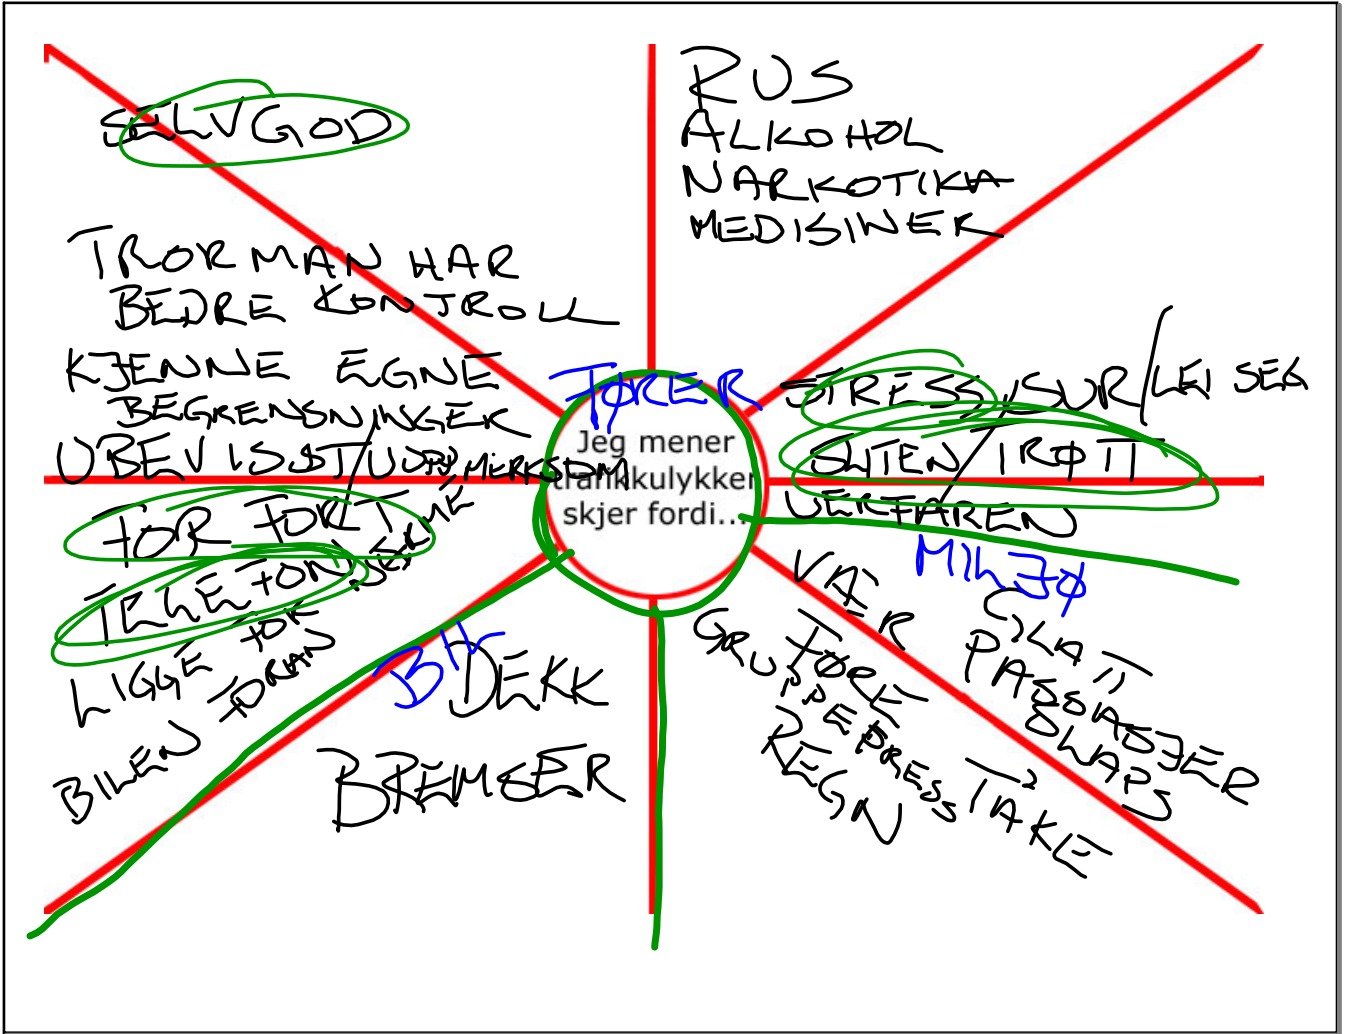 SELVGOD
RUS
ALKOHOL
NARKOTIKA
MEDISINER
TROR MAN HAR
BEDRE KONTROLL
KJENNE EGNE
BEGRENSNINGER
UBEVISST/UOPPMERKSOM
FOR FORT
LIGGE FOR
BILEN FORAN
FØRER
Jeg mener
skjer fordi...
STRESS/SUR/LEI SEG
SLITEN/TRØTT
UERFAREN
MILJØ
VÆR
FØRE
REGN
GRUPPEPRESS
GLATT
PASSASJER
SLAPS
TÅKE
BIL
DEKK
BREMSER